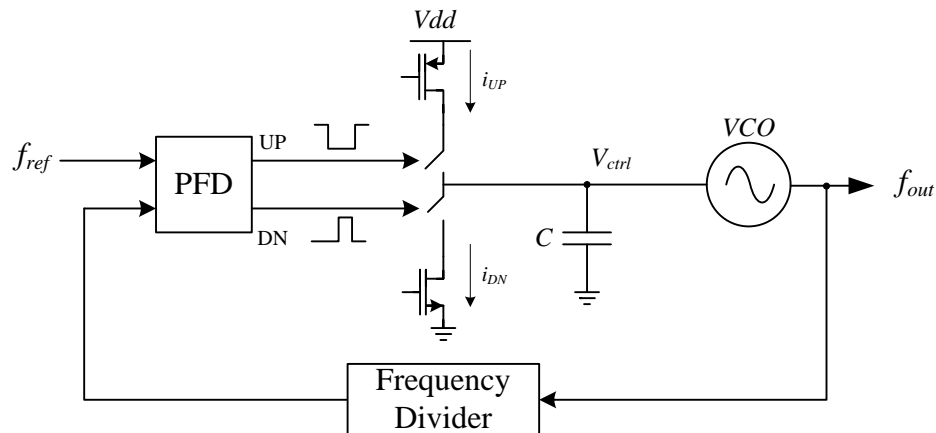 Vdd
i_UP
UP
f_ref
PFD
V_ctrl
VCO
f_out
DN
C
i_DN
Frequency
Divider